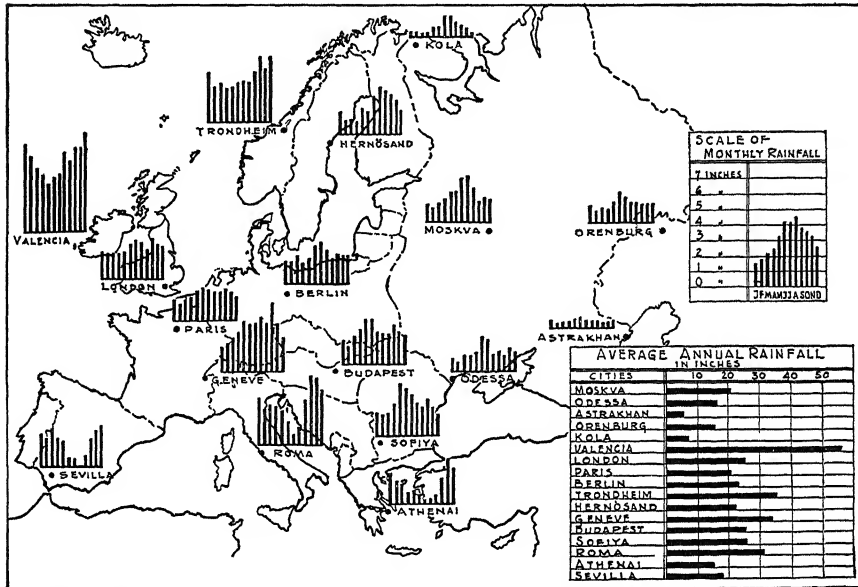 KOLA
TRONDHEIM
HERNÖSAND
SCALE OF
MONTHLY RAINFALL
7 INCHES
6 "
5 "
4 "
3 "
2 "
1 "
0 "
JFMAMJJASOND
VALENCIA
MOSKVA
ORENBURG
LONDON
BERLIN
PARIS
ASTRAKHAN
GENEVE
BUDAPEST
ODESSA
ROMA
SOFIYA
SEVILLA
ATHENAI
AVERAGE ANNUAL RAINFALL
IN INCHES
CITIES 10 20 30 40 50
MOSKVA
ODESSA
ASTRAKHAN
ORENBURG
KOLA
VALENCIA
LONDON
PARIS
BERLIN
TRONDHEIM
HERNÖSAND
GENEVE
BUDAPEST
SOFIYA
ROMA
ATHENAI
SEVILLA